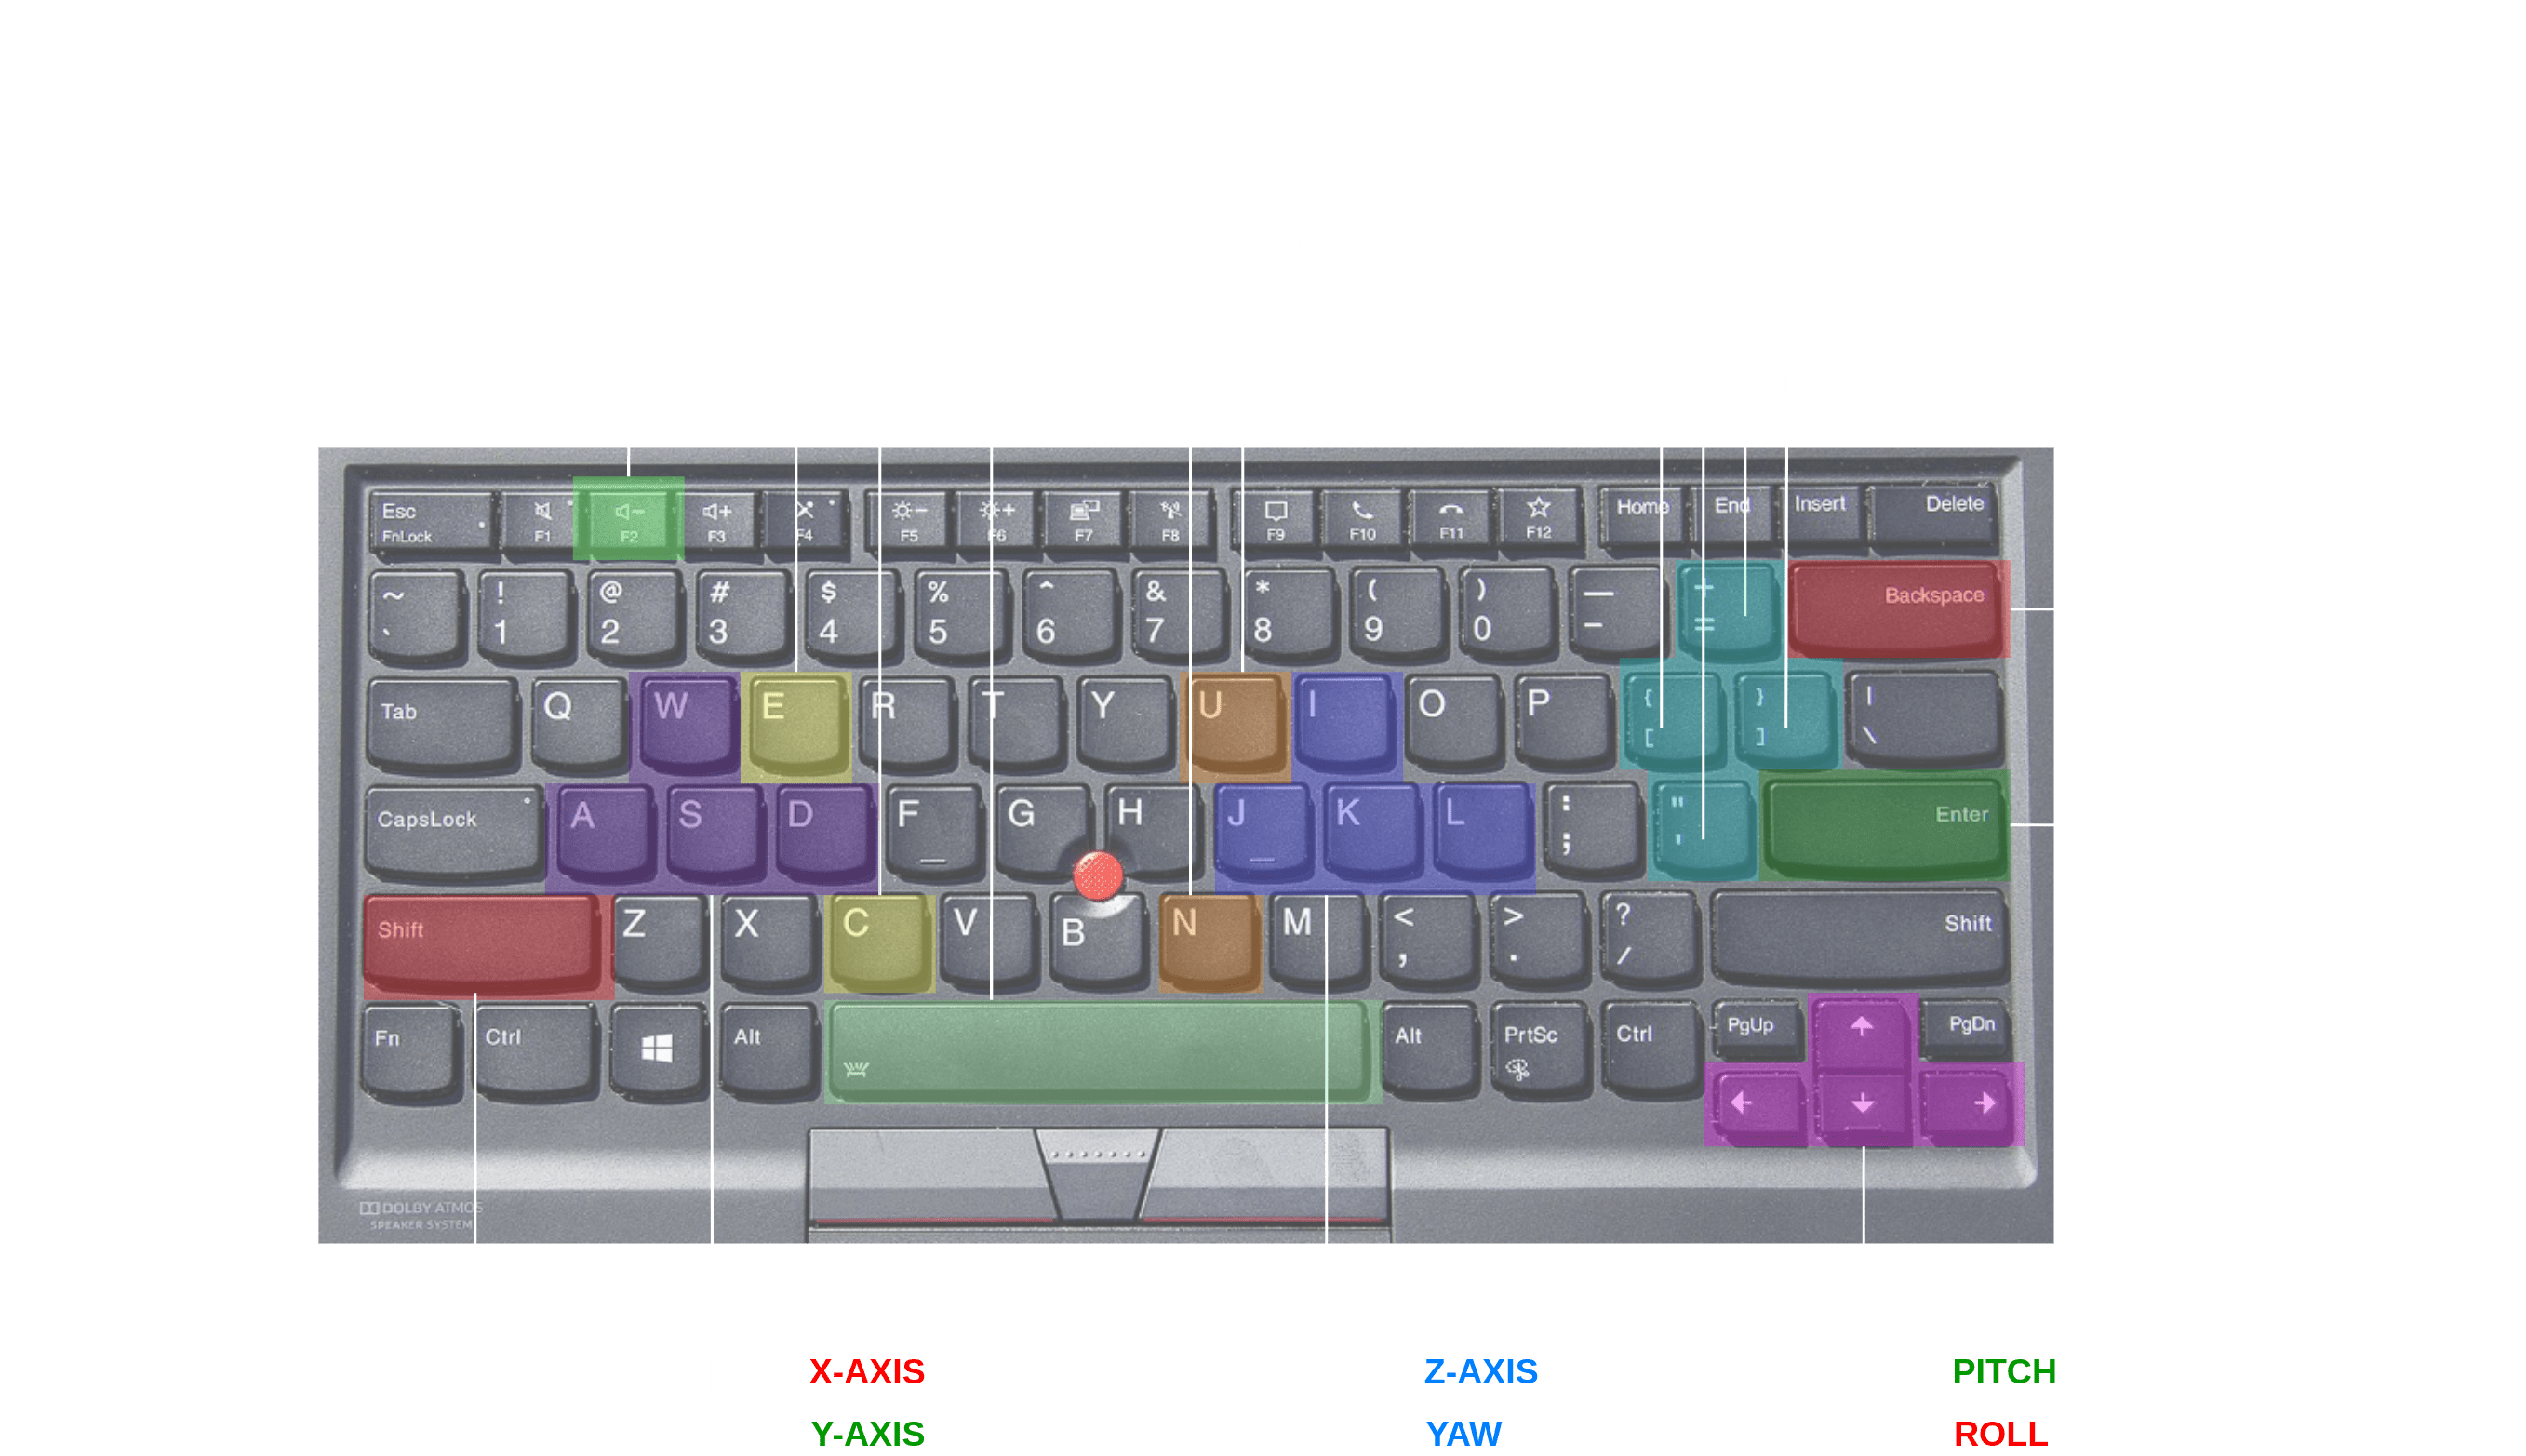 Esc F1 F2 F3 F4 F5 F6 F7 F8 F9 F10 F11 F12 Home End Insert Delete
FnLock
~ ! @ # $ % ^ & * ( ) — + Backspace
` 1 2 3 4 5 6 7 8 9 0 - =
Tab Q W E R T Y U I O P { } |
[ ] \
CapsLock A S D F G H J K L : " Enter
; '
Shift Z X C V B N M < > ? Shift
, . /
Fn Ctrl Alt Alt PrtSc Ctrl PgUp ↑ PgDn
← ↓ →
DOLBY ATMOS
SPEAKER SYSTEM
X-AXIS Z-AXIS PITCH
Y-AXIS YAW ROLL